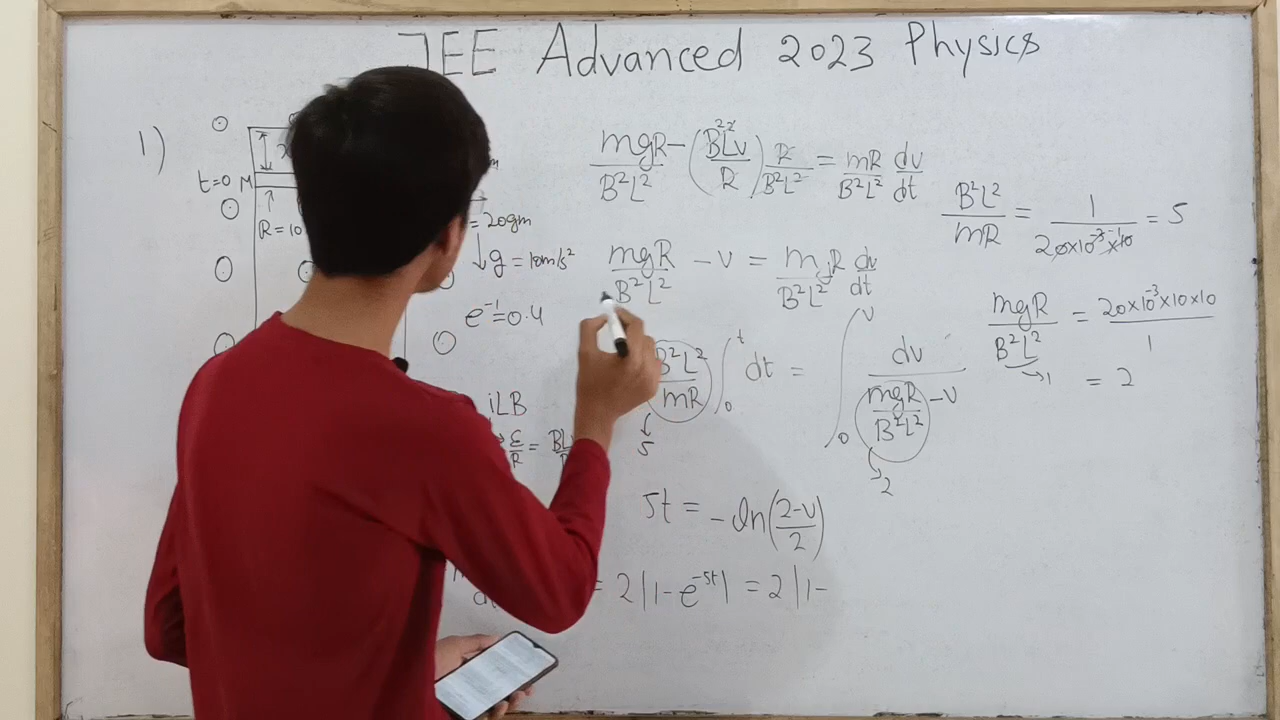 JEE Advanced 2023 Physics
1)
t=0 M
R=10
= 20gm
g = 10m/s²
e⁻¹=0.4
iLB
ε/R = BLv
mgR/B²L² - (B²L²v/R) R/B²L² = mR/B²L² dv/dt
mgR/B²L² - v = mR/B²L² dv/dt
B²L²/mR ∫₀ᵗ dt = ∫₀ᵛ dv/(mgR/B²L² - v)
5
2
5t = -ln((2-v)/2)
= 2|1-e⁻⁵ᵗ| = 2|1-
B²L²/mR = 1/(20×10⁻³×10) = 5
mgR/B²L² = 20×10⁻³×10×10/1
→1
= 2